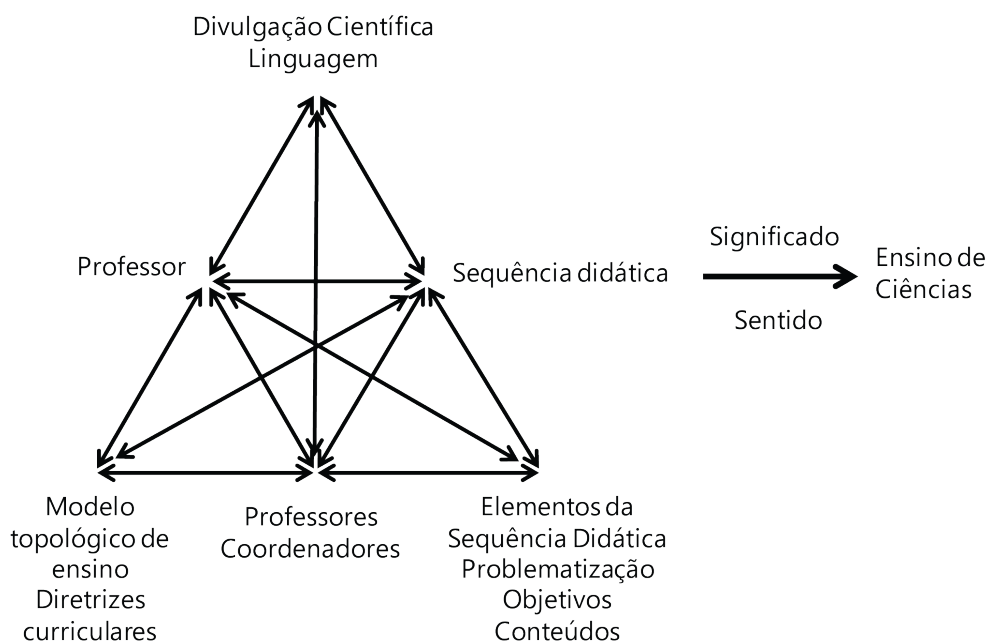 Divulgação Científica
Linguagem
Professor
Sequência didática
Significado
Sentido
Ensino de
Ciências
Modelo
topológico de
ensino
Diretrizes
curriculares
Professores
Coordenadores
Elementos da
Sequência Didática
Problematização
Objetivos
Conteúdos